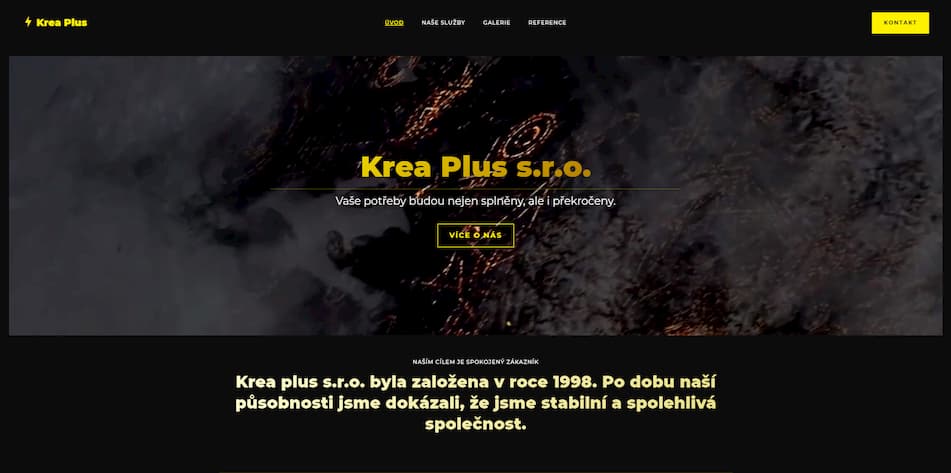 Krea Plus
ÚVOD
NAŠE SLUŽBY
GALERIE
REFERENCE
KONTAKT
Krea Plus s.r.o.
Vaše potřeby budou nejen splněny, ale i překročeny.
VÍCE O NÁS
NAŠÍM CÍLEM JE SPOKOJENÝ ZÁKAZNÍK
Krea plus s.r.o. byla založena v roce 1998. Po dobu naší
působnosti jsme dokázali, že jsme stabilní a spolehlivá
společnost.